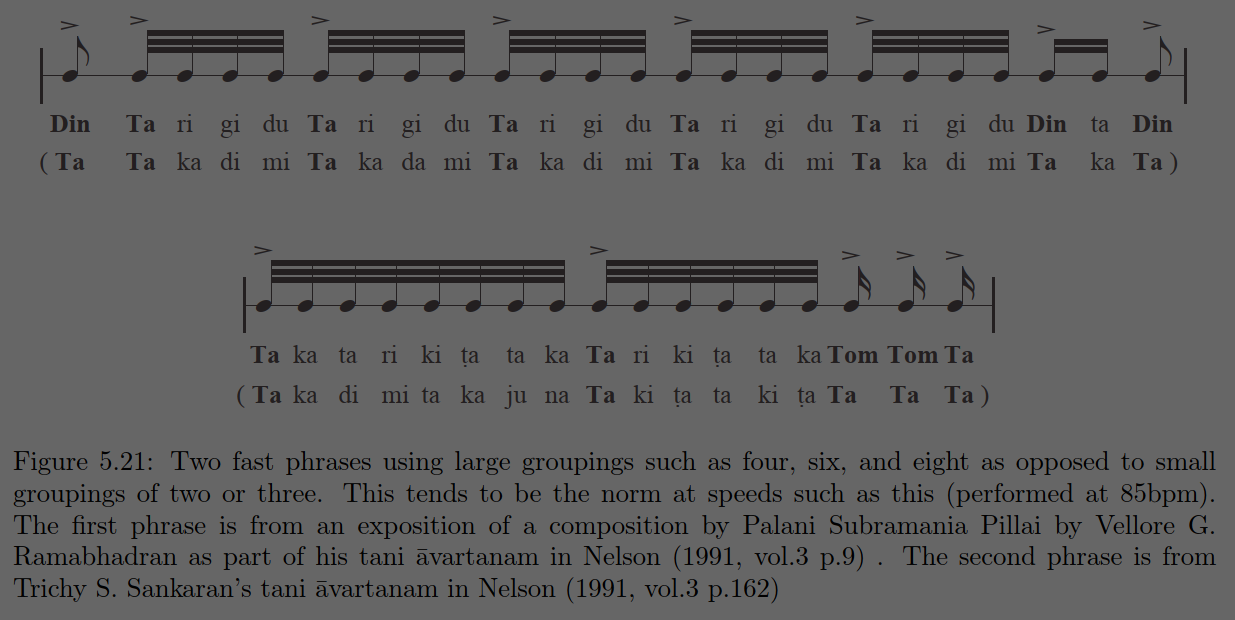 Din Ta ri gi du Ta ri gi du Ta ri gi du Ta ri gi du Ta ri gi du Din ta Din
( Ta Ta ka di mi Ta ka da mi Ta ka di mi Ta ka di mi Ta ka di mi Ta ka Ta )
Ta ka ta ri ki ṭa ta ka Ta ri ki ṭa ta ka Tom Tom Ta
( Ta ka di mi ta ka ju na Ta ki ṭa ta ki ṭa Ta Ta Ta )
Figure 5.21: Two fast phrases using large groupings such as four, six, and eight as opposed to small
groupings of two or three. This tends to be the norm at speeds such as this (performed at 85bpm).
The first phrase is from an exposition of a composition by Palani Subramania Pillai by Vellore G.
Ramabhadran as part of his tani āvartanam in Nelson (1991, vol.3 p.9) . The second phrase is from
Trichy S. Sankaran's tani āvartanam in Nelson (1991, vol.3 p.162)